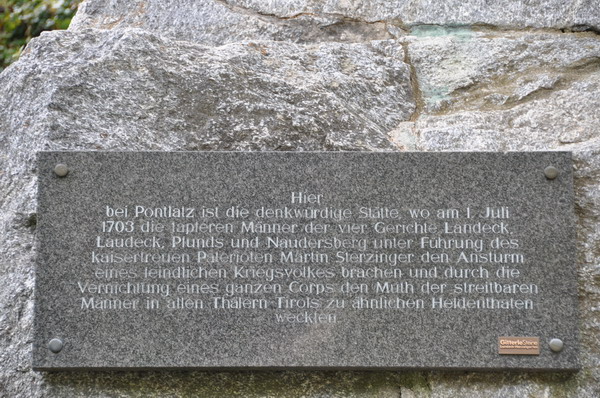 Hier
bei Pontlatz ist die denkwürdige Stätte, wo am 1. Juli
1703 die tapferen Männer der vier Gerichte Landeck,
Laudeck, Pfunds und Naudersberg unter Führung des
kaisertreuen Paterioten Martin Sterzinger den Ansturm
eines feindlichen Kriegsvolkes brachen und durch die
Vernichtung eines ganzen Corps den Muth der streitbaren
Männer in allen Thälern Tirols zu ähnlichen Heldenthaten
weckten.
GitterleStone